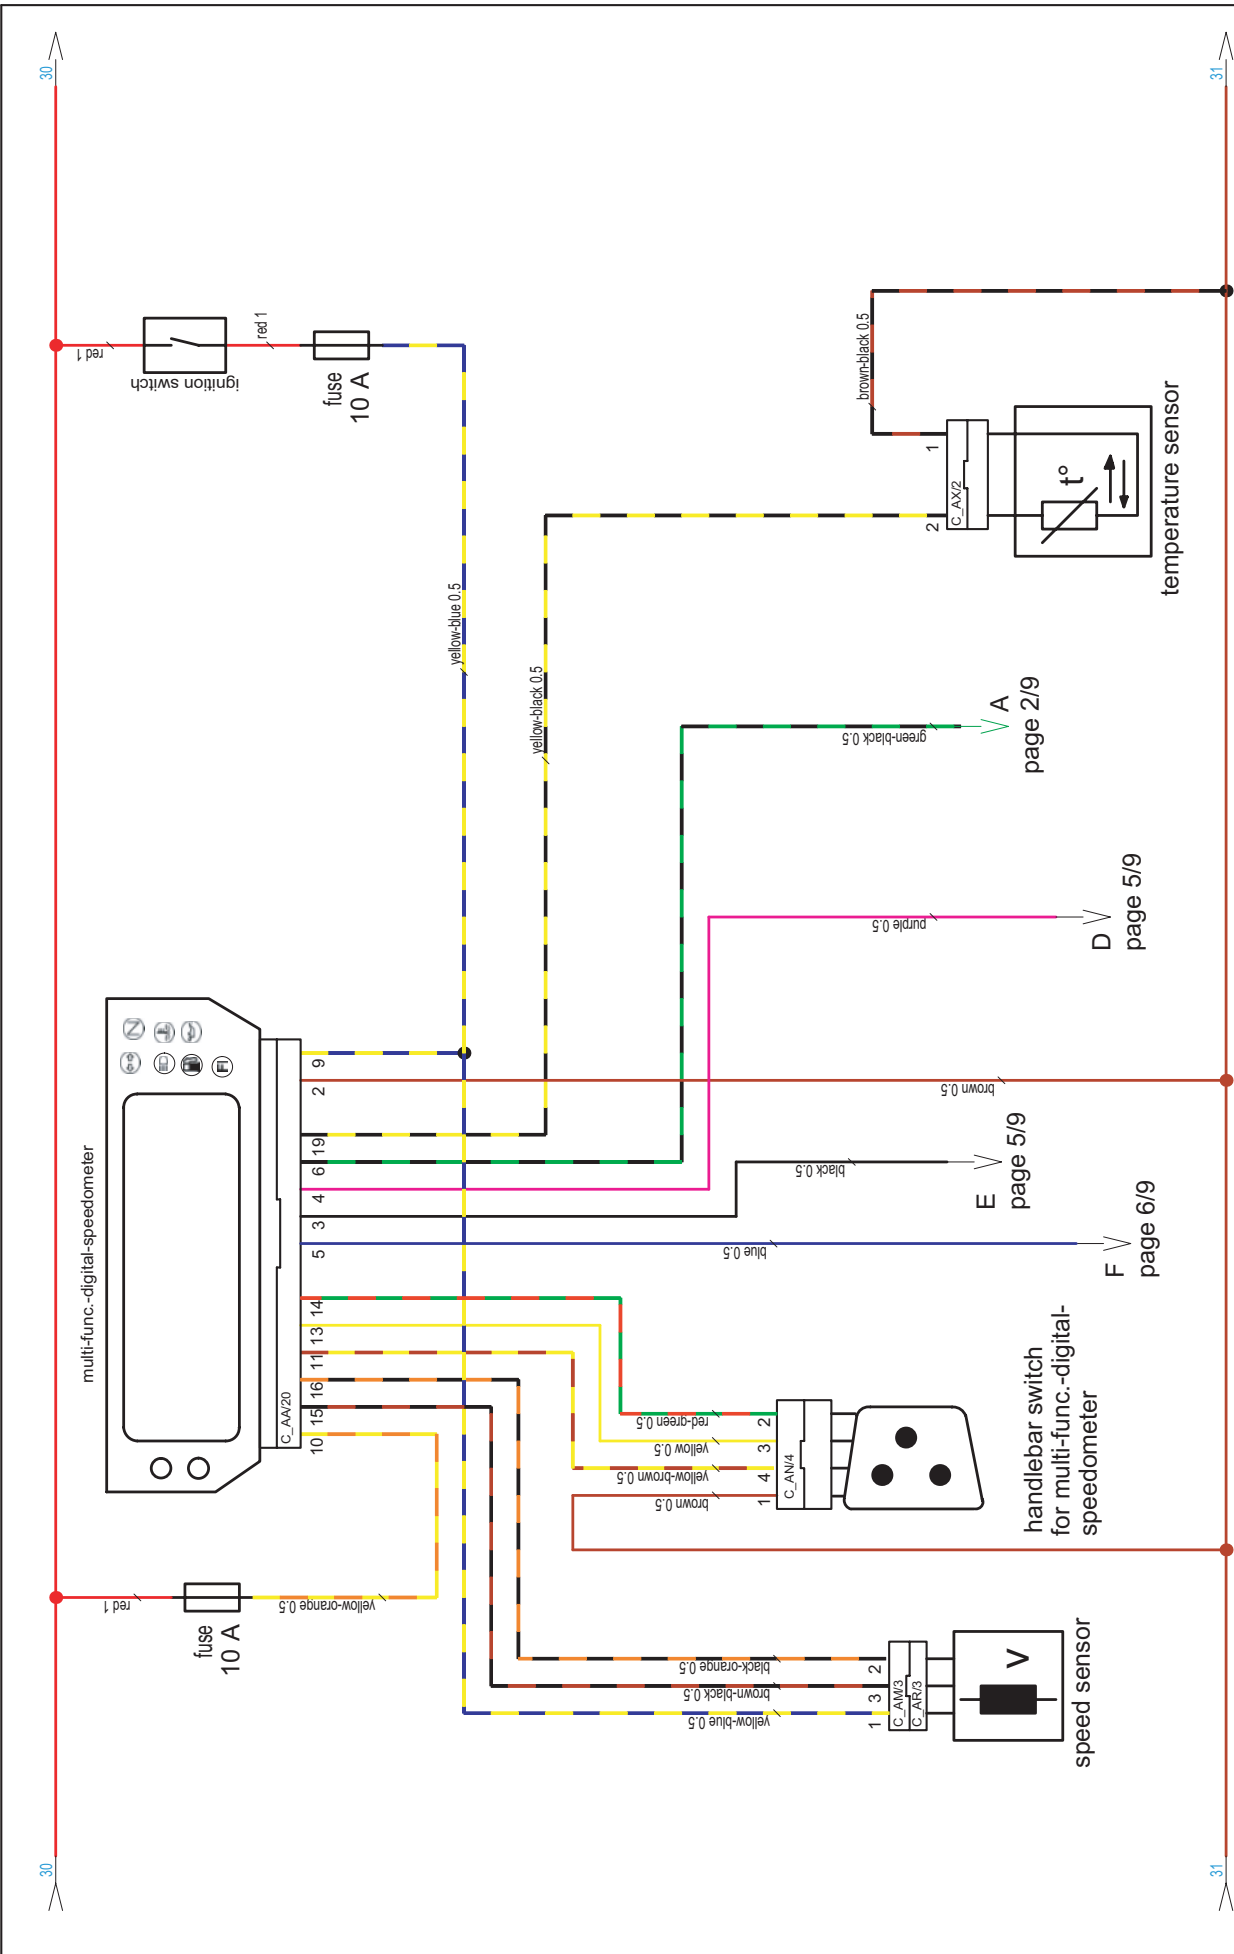 30
30
31
31
red 1
ignition switch
red 1
fuse
10 A
yellow-blue 0.5
yellow-black 0.5
brown-black 0.5
1
2
C_AX/2
t°
temperature sensor
green-black 0.5
A
page 2/9
purple 0.5
D
page 5/9
brown 0.5
black 0.5
E
page 5/9
blue 0.5
F
page 6/9
multi-func.-digital-speedometer
N
FI
C_AA/20
9
2
19
6
4
3
5
14
13
11
16
15
10
red 1
fuse
10 A
yellow-orange 0.5
red-green 0.5
yellow 0.5
yellow-brown 0.5
brown 0.5
2
3
4
1
C_AN/4
handlebar switch
for multi-func.-digital-
speedometer
black-orange 0.5
brown-black 0.5
yellow-blue 0.5
2
3
1
C_AM/3
C_AR/3
V
speed sensor